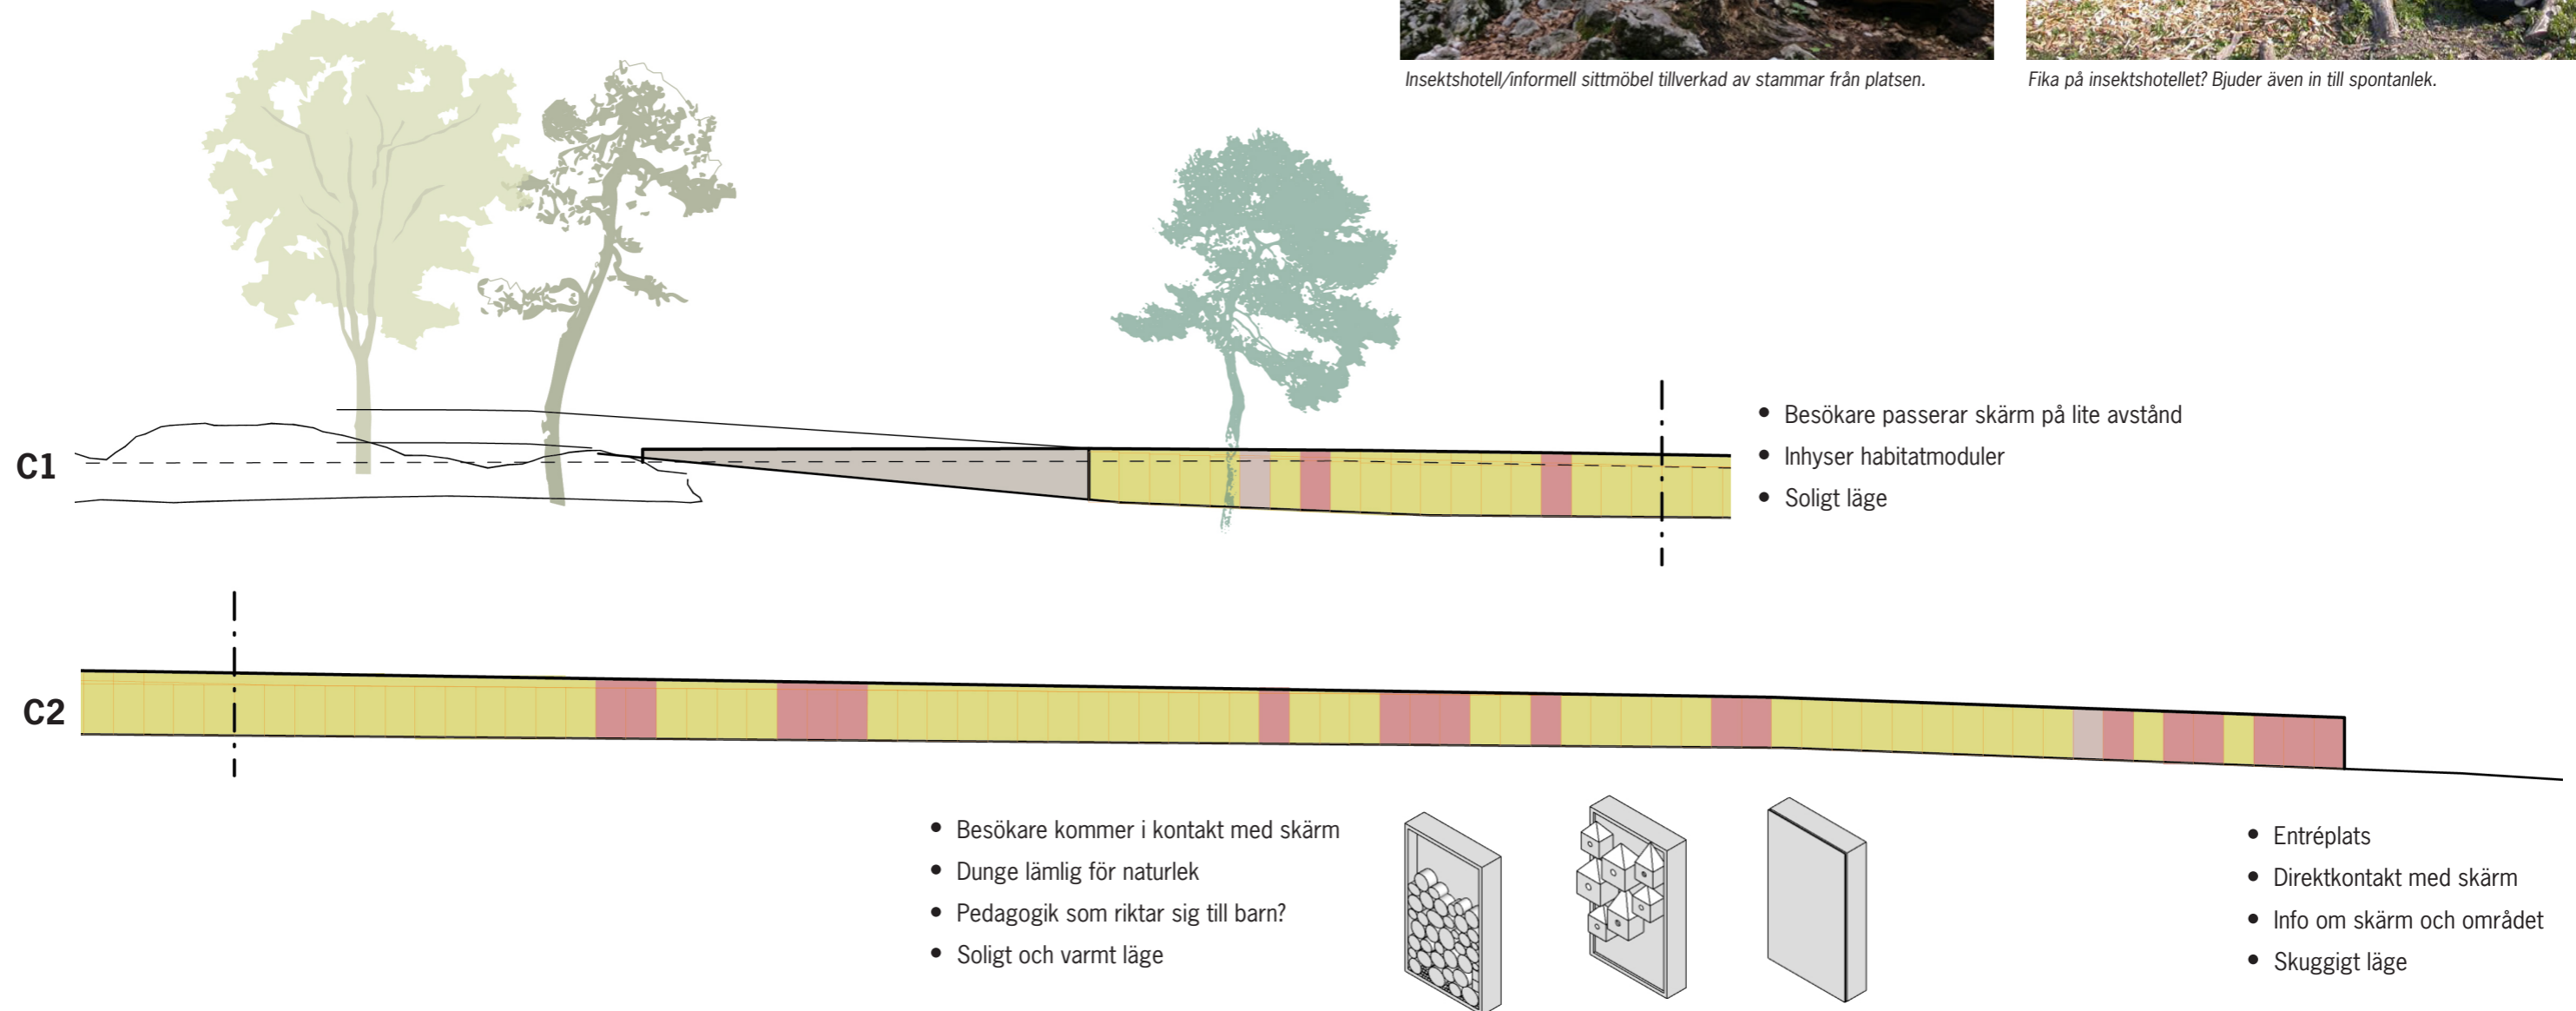 Insektshotell/informell sittmöbel tillverkad av stammar från platsen.
Fika på insektshotellet? Bjuder även in till spontanlek.
C1
• Besökare passerar skärm på lite avstånd
• Inhyser habitatmoduler
• Soligt läge
C2
• Besökare kommer i kontakt med skärm
• Dunge lämlig för naturlek
• Pedagogik som riktar sig till barn?
• Soligt och varmt läge
• Entréplats
• Direktkontakt med skärm
• Info om skärm och området
• Skuggigt läge